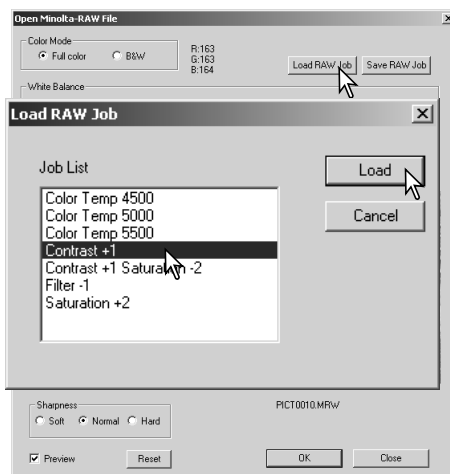 Open Minolta-RAW File
Color Mode
Full color B&W
R:163
G:163
B:164
Load RAW Job Save RAW Job
White Balance
Load RAW Job
Job List
Color Temp 4500
Color Temp 5000
Color Temp 5500
Contrast +1
Contrast +1 Saturation -2
Filter -1
Saturation +2
Load
Cancel
Sharpness
Soft Normal Hard
PICT0010.MRW
Preview Reset OK Close